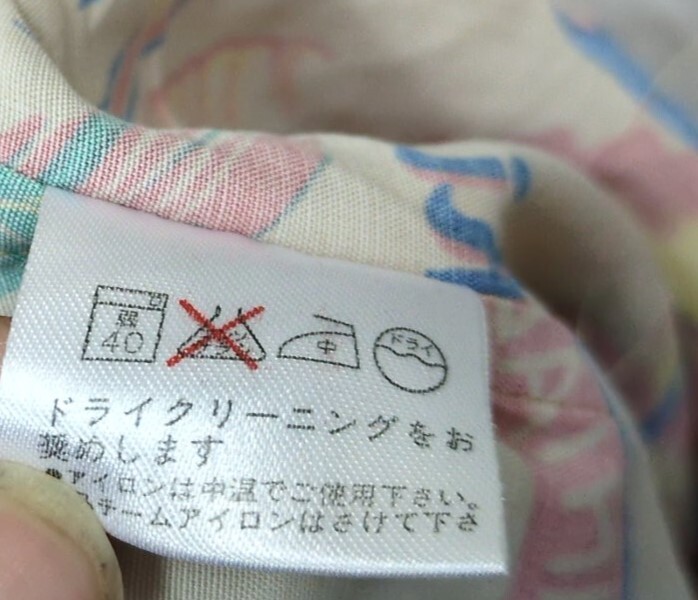 弱
40
中
ドライ
ドライクリーニングをお
奨めします
●アイロンは中温でご使用下さい。
チームアイロンはさけて下さ